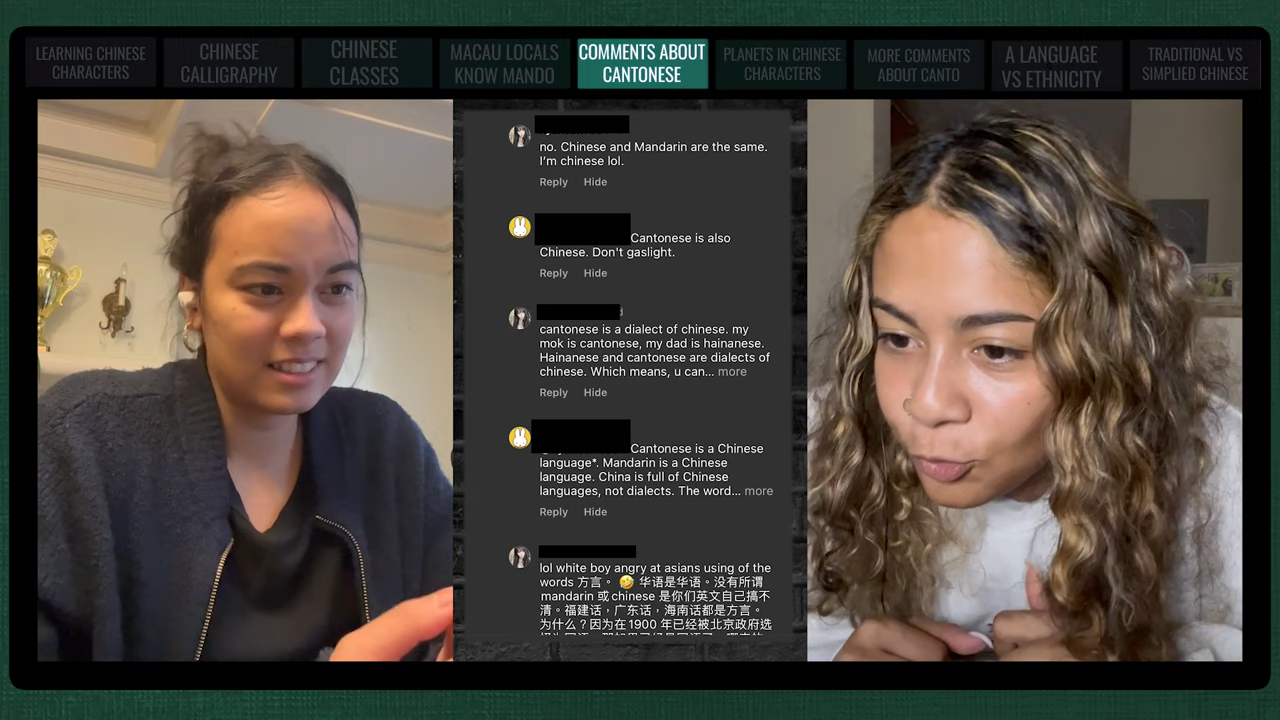 LEARNING CHINESE
CHARACTERS
CHINESE
CALLIGRAPHY
CHINESE
CLASSES
MACAU LOCALS
KNOW MANDO
COMMENTS ABOUT
CANTONESE
PLANETS IN CHINESE
CHARACTERS
MORE COMMENTS
ABOUT CANTO
A LANGUAGE
VS ETHNICITY
TRADITIONAL VS
SIMPLIED CHINESE
no. Chinese and Mandarin are the same.
I'm chinese lol.
Reply Hide
Cantonese is also
Chinese. Don't gaslight.
Reply Hide
cantonese is a dialect of chinese. my
mok is cantonese, my dad is hainanese.
Hainanese and cantonese are dialects of
chinese. Which means, u can... more
Reply Hide
Cantonese is a Chinese
language*. Mandarin is a Chinese
language. China is full of Chinese
languages, not dialects. The word... more
Reply Hide
lol white boy angry at asians using of the
words 方言。 🤣 华语是华语。没有所谓
mandarin 或 chinese 是你们英文自己搞不
清。福建话，广东话，海南话都是方言。
为什么？因为在1900 年已经被北京政府选